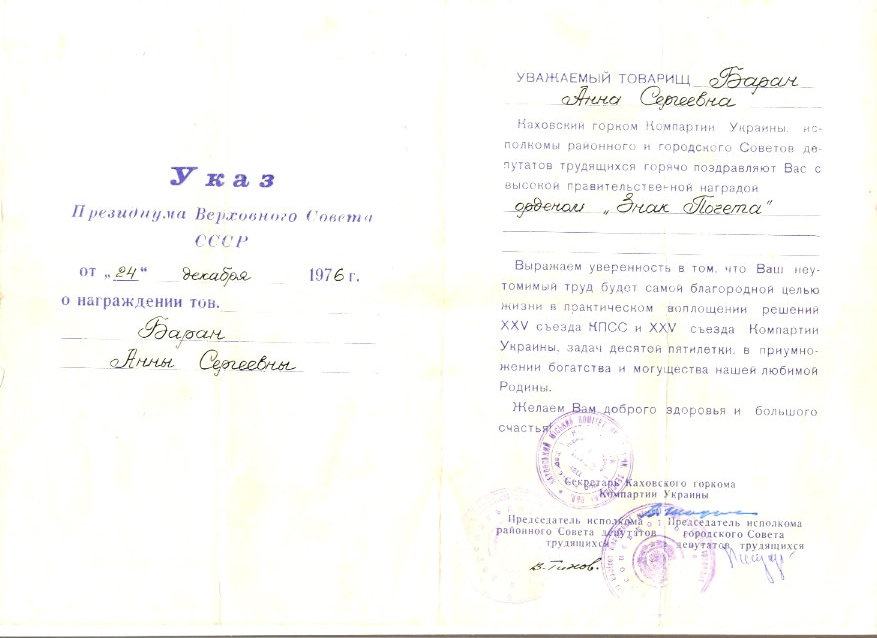 Указ
Президиума Верховного Совета
СССР
от „24“ декабря 1976 г.
о награждении тов.
Баран
Анны Сергеевны
УВАЖАЕМЫЙ ТОВАРИЩ Баран
Анна Сергеевна
Каховский горком Компартии Украины, ис-
полкомы районного и городского Советов де-
путатов трудящихся горячо поздравляют Вас с
высокой правительственной наградой
орденом „Знак Почета"
Выражаем уверенность в том, что Ваш неу-
томимый труд будет самой благородной целью
жизни в практическом воплощении решений
XXV съезда КПСС и XXV съезда Компартии
Украины, задач десятой пятилетки, в приумно-
жении богатства и могущества нашей любимой
Родины.
Желаем Вам доброго здоровья и большого
счастья!
Секретарь Каховского горкома
Компартии Украины
Председатель исполкома
районного Совета депутатов
трудящихся
Председатель исполкома
городского Совета
депутатов трудящихся